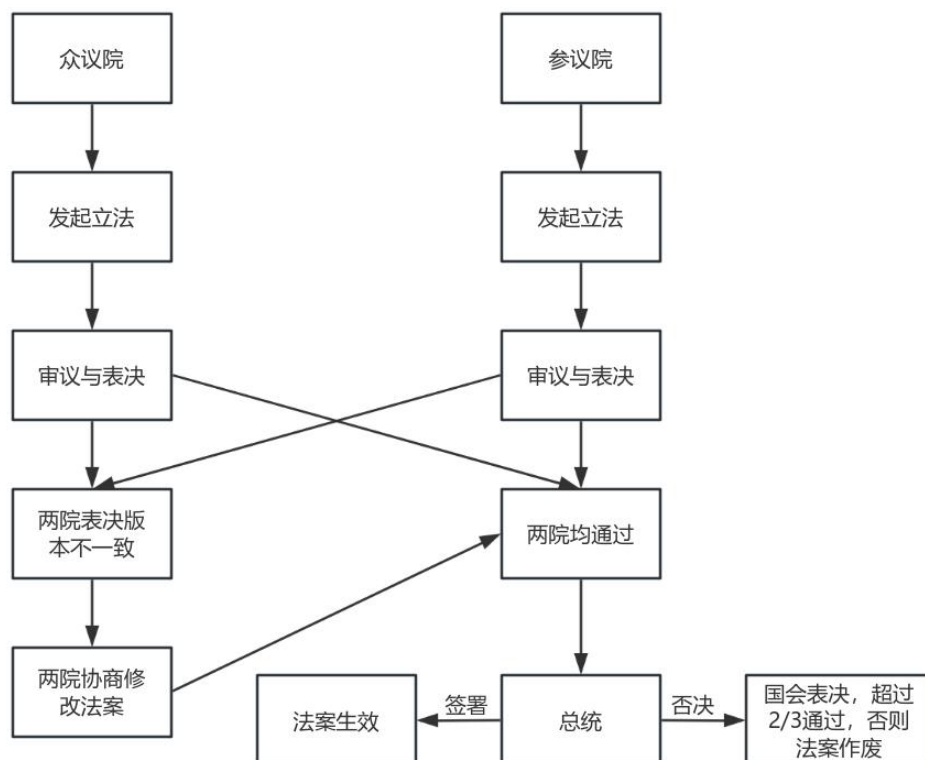 众议院
参议院
发起立法
发起立法
审议与表决
审议与表决
两院表决版
本不一致
两院均通过
两院协商修
改法案
法案生效
签署
总统
否决
国会表决，超过
2/3通过，否则
法案作废